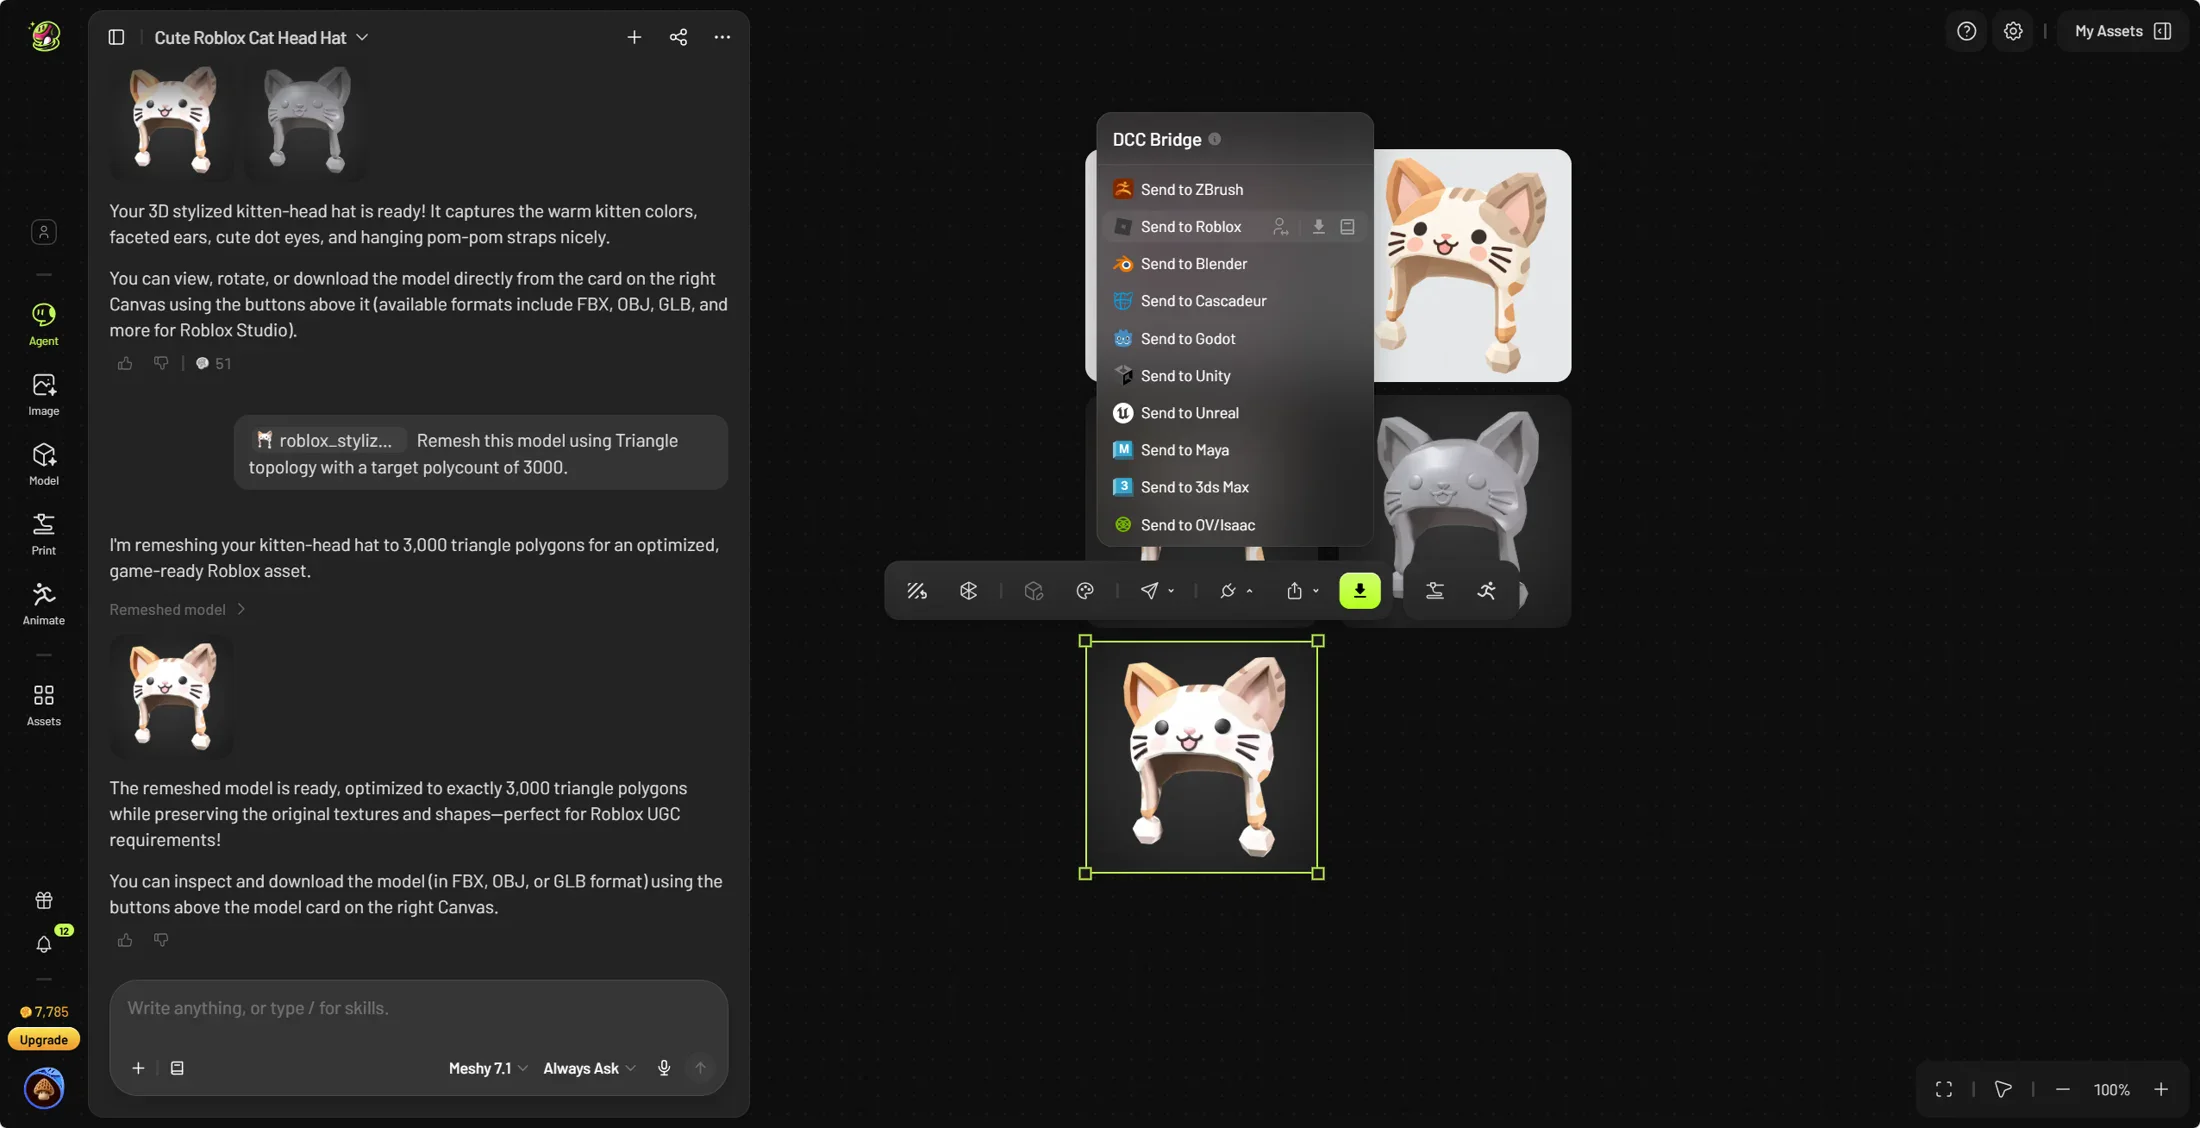 Cute Roblox Cat Head Hat
My Assets
Your 3D stylized kitten-head hat is ready! It captures the warm kitten colors,
faceted ears, cute dot eyes, and hanging pom-pom straps nicely.
You can view, rotate, or download the model directly from the card on the right
Canvas using the buttons above it (available formats include FBX, OBJ, GLB, and
more for Roblox Studio).
51
roblox_styliz... Remesh this model using Triangle
topology with a target polycount of 3000.
I'm remeshing your kitten-head hat to 3,000 triangle polygons for an optimized,
game-ready Roblox asset.
Remeshed model
The remeshed model is ready, optimized to exactly 3,000 triangle polygons
while preserving the original textures and shapes—perfect for Roblox UGC
requirements!
You can inspect and download the model (in FBX, OBJ, or GLB format) using the
buttons above the model card on the right Canvas.
Write anything, or type / for skills.
Meshy 7.1
Always Ask
Agent
Image
Model
Print
Animate
Assets
12
7,785
Upgrade
DCC Bridge
Send to ZBrush
Send to Roblox
Send to Blender
Send to Cascadeur
Send to Godot
Send to Unity
Send to Unreal
Send to Maya
Send to 3ds Max
Send to OV/Isaac
100%